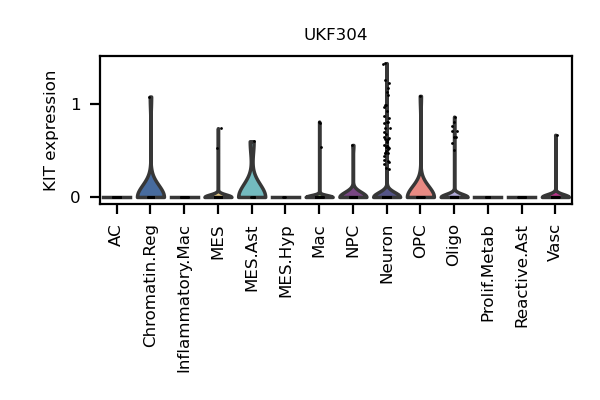 UKF304
KIT expression
1
0
AC
Chromatin.Reg
Inflammatory.Mac
MES
MES.Ast
MES.Hyp
Mac
NPC
Neuron
OPC
Oligo
Prolif.Metab
Reactive.Ast
Vasc